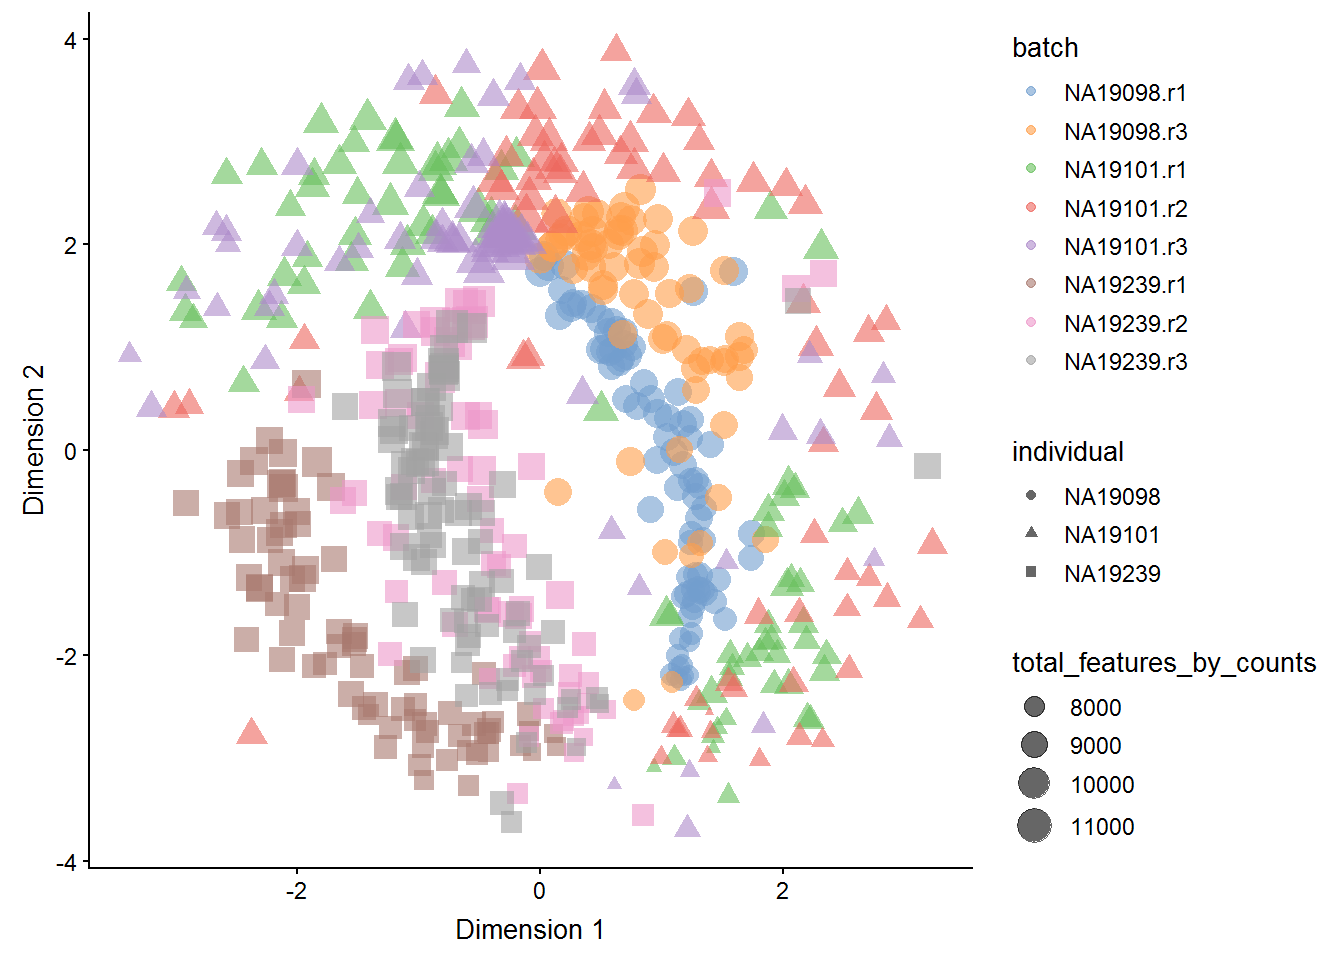 4
2
0
-2
-4
Dimension 2
-2
0
2
Dimension 1
batch
NA19098.r1
NA19098.r3
NA19101.r1
NA19101.r2
NA19101.r3
NA19239.r1
NA19239.r2
NA19239.r3
individual
NA19098
NA19101
NA19239
total_features_by_counts
8000
9000
10000
11000